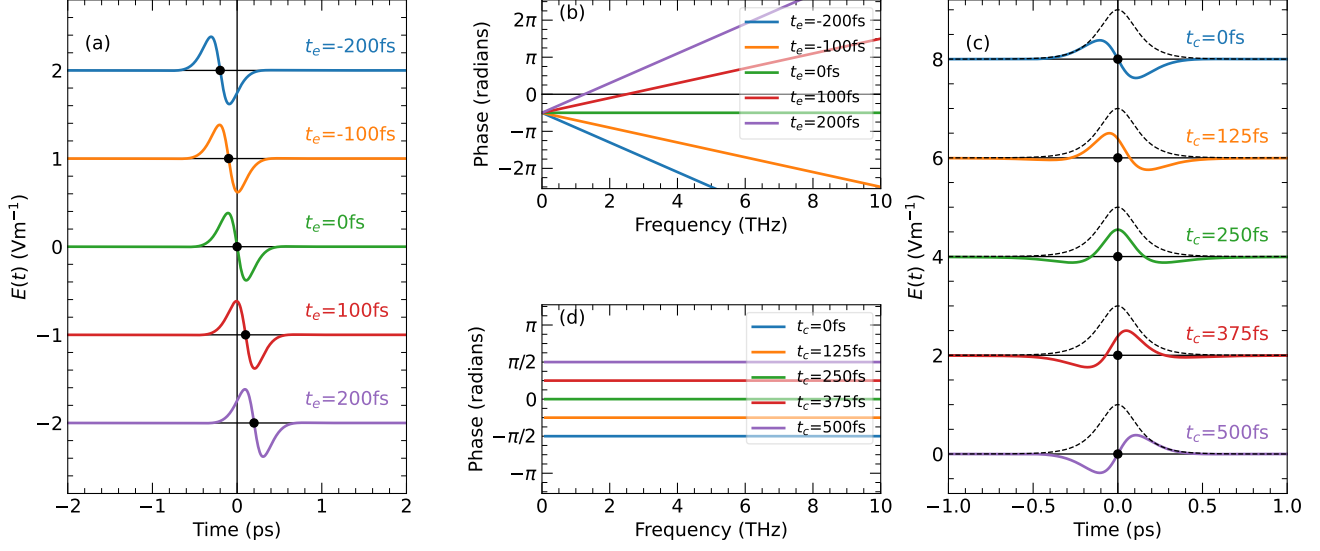 (a)
t_e=-200fs
t_e=-100fs
t_e=0fs
t_e=100fs
t_e=200fs
2
1
0
−1
−2
E(t) (Vm⁻¹)
−2
−1
0
1
2
Time (ps)
(b)
t_e=-200fs
t_e=-100fs
t_e=0fs
t_e=100fs
t_e=200fs
2π
π
0
−π
−2π
Phase (radians)
0
2
4
6
8
10
Frequency (THz)
(d)
t_c=0fs
t_c=125fs
t_c=250fs
t_c=375fs
t_c=500fs
π
π/2
0
−π/2
−π
Phase (radians)
0
2
4
6
8
10
Frequency (THz)
(c)
t_c=0fs
t_c=125fs
t_c=250fs
t_c=375fs
t_c=500fs
8
6
4
2
0
E(t) (Vm⁻¹)
−1.0
−0.5
0.0
0.5
1.0
Time (ps)